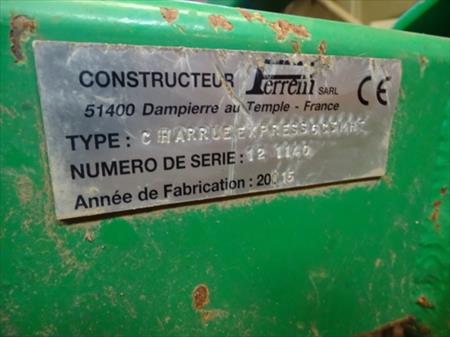 CONSTRUCTEUR Perrein SARL CE
51400 Dampierre au Temple - France
TYPE : CHARRUE EXPRESS
NUMERO DE SERIE : 12 1140
Année de Fabrication : 20015